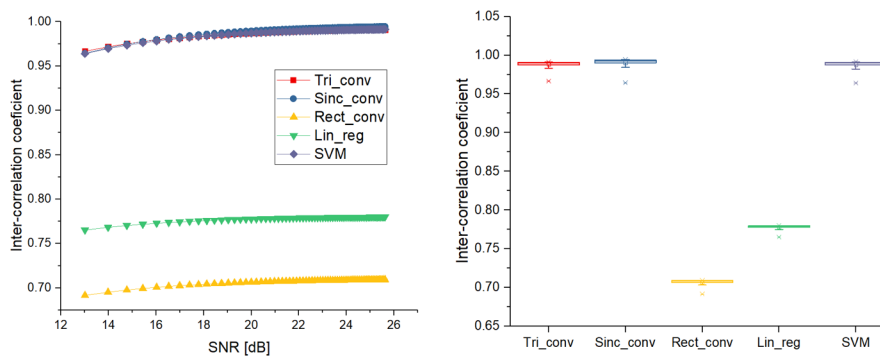 Inter-correlation coeficient
1.00
0.95
0.90
0.85
0.80
0.75
0.70
Tri_conv
Sinc_conv
Rect_conv
Lin_reg
SVM
12 14 16 18 20 22 24 26
SNR [dB]
Inter-correlation coeficient
1.05
1.00
0.95
0.90
0.85
0.80
0.75
0.70
0.65
Tri_conv Sinc_conv Rect_conv Lin_reg SVM